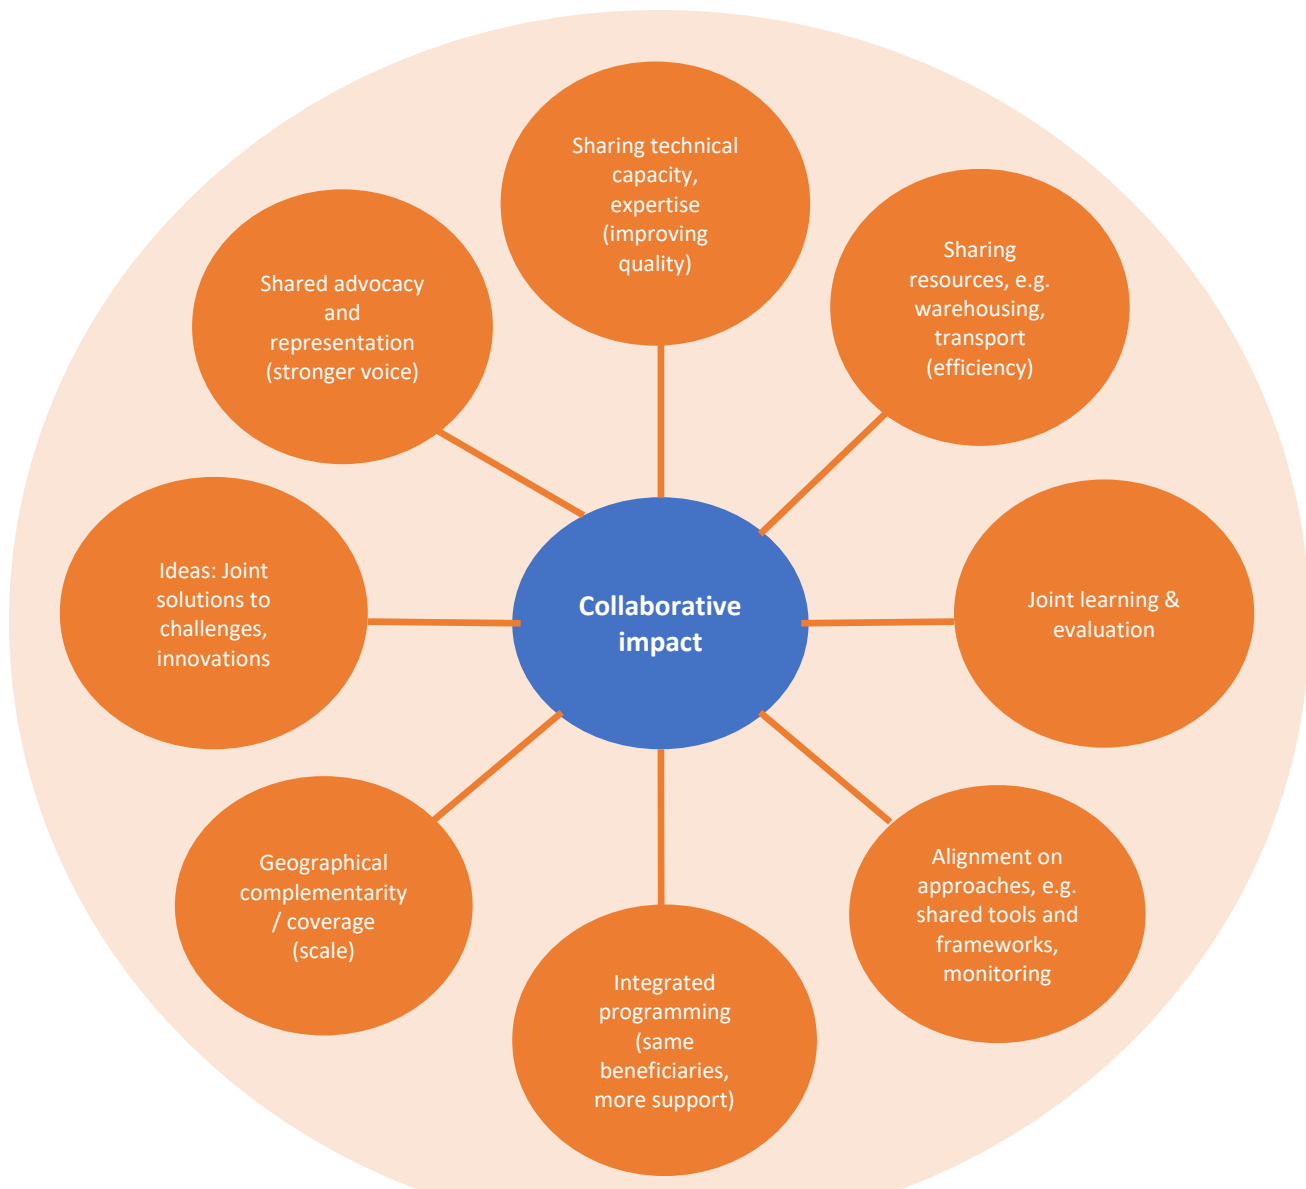 Sharing technical
capacity,
expertise
(improving
quality)
Sharing
resources, e.g.
warehousing,
transport
(efficiency)
Shared advocacy
and
representation
(stronger voice)
Ideas: Joint
solutions to
challenges,
innovations
Collaborative
impact
Joint learning &
evaluation
Geographical
complementarity
/ coverage
(scale)
Alignment on
approaches, e.g.
shared tools and
frameworks,
monitoring
Integrated
programming
(same
beneficiaries,
more support)